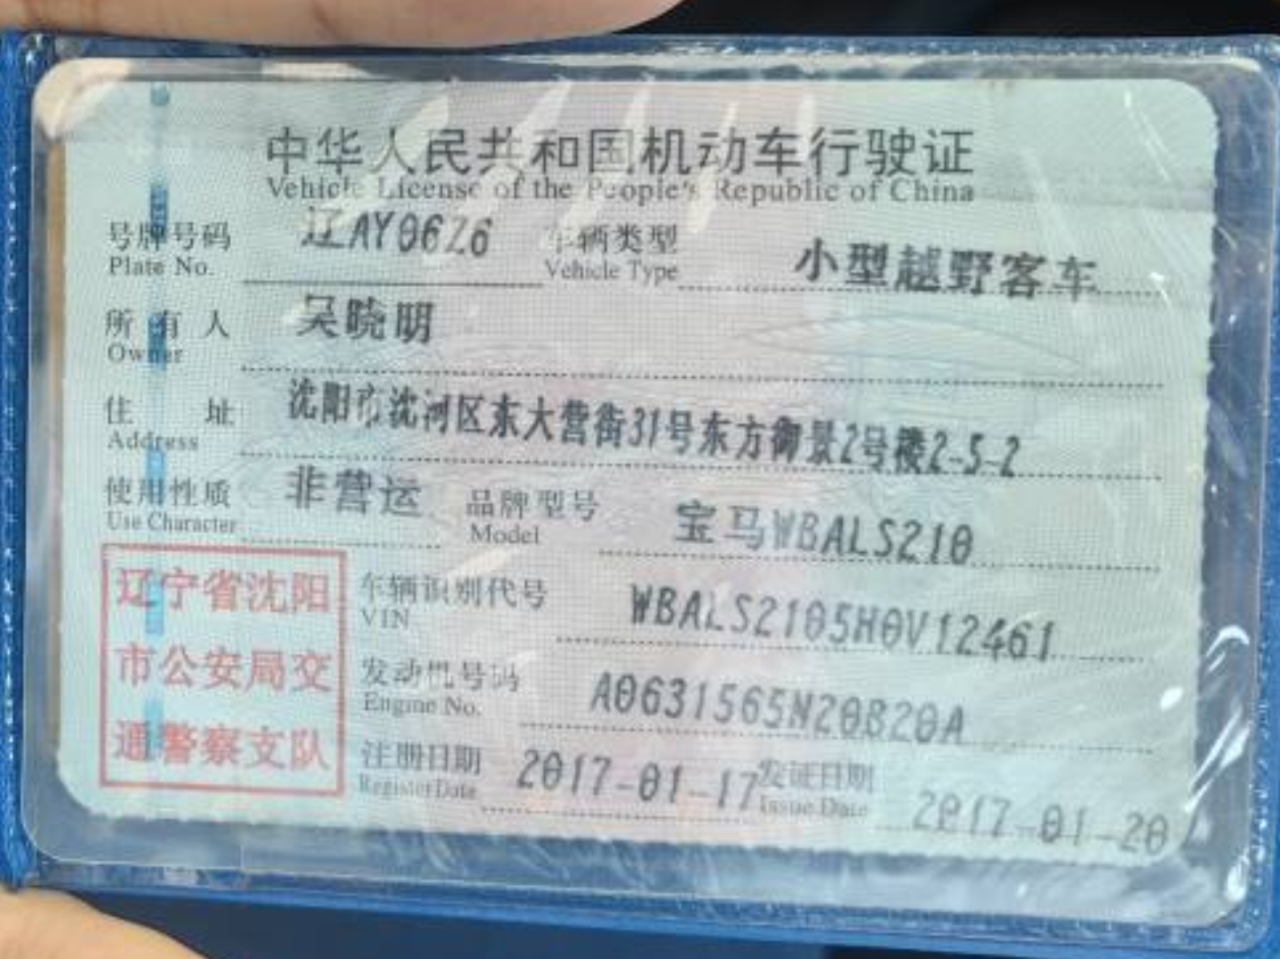 中华人民共和国机动车行驶证
Vehicle License of the People's Republic of China
号牌号码 辽AY06Z6 车辆类型 小型越野客车
Plate No. Vehicle Type
所有人 吴晓明
Owner
住址 沈阳市沈河区东大营街31号东方御景2号楼2-5-2
Address
使用性质 非营运 品牌型号 宝马WBALS210
Use Character Model
辽宁省沈阳
市公安局交
通警察支队
车辆识别代号 WBALS2105H0V12461
VIN
发动机号码 A0631565N20B20A
Engine No.
注册日期 2017-01-17 发证日期 2017-01-20
Register Date Issue Date